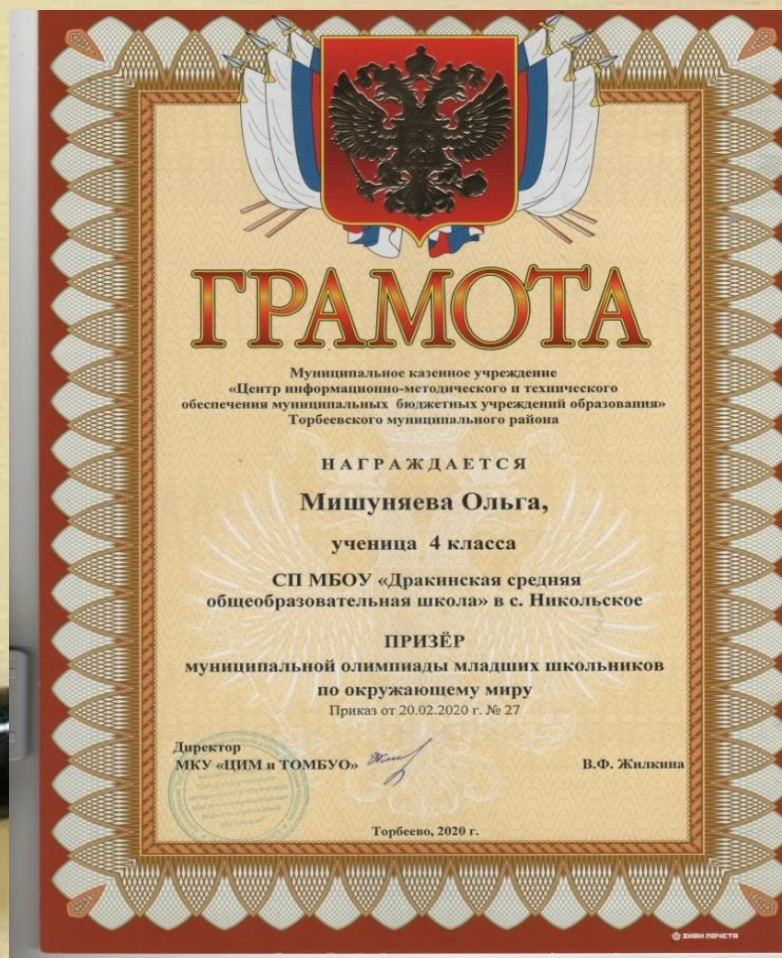 ГРАМОТА
Муниципальное казенное учреждение
«Центр информационно-методического и технического
обеспечения муниципальных бюджетных учреждений образования»
Торбеевского муниципального района
НАГРАЖДАЕТСЯ
Мишуняева Ольга,
ученица 4 класса
СП МБОУ «Дракинская средняя
общеобразовательная школа» в с. Никольское
ПРИЗЁР
муниципальной олимпиады младших школьников
по окружающему миру
Приказ от 20.02.2020 г. № 27
Директор
МКУ «ЦИМ и ТОМБУО»
В.Ф. Жилкина
Торбеево, 2020 г.
ЗНАК ПОЧЕТА